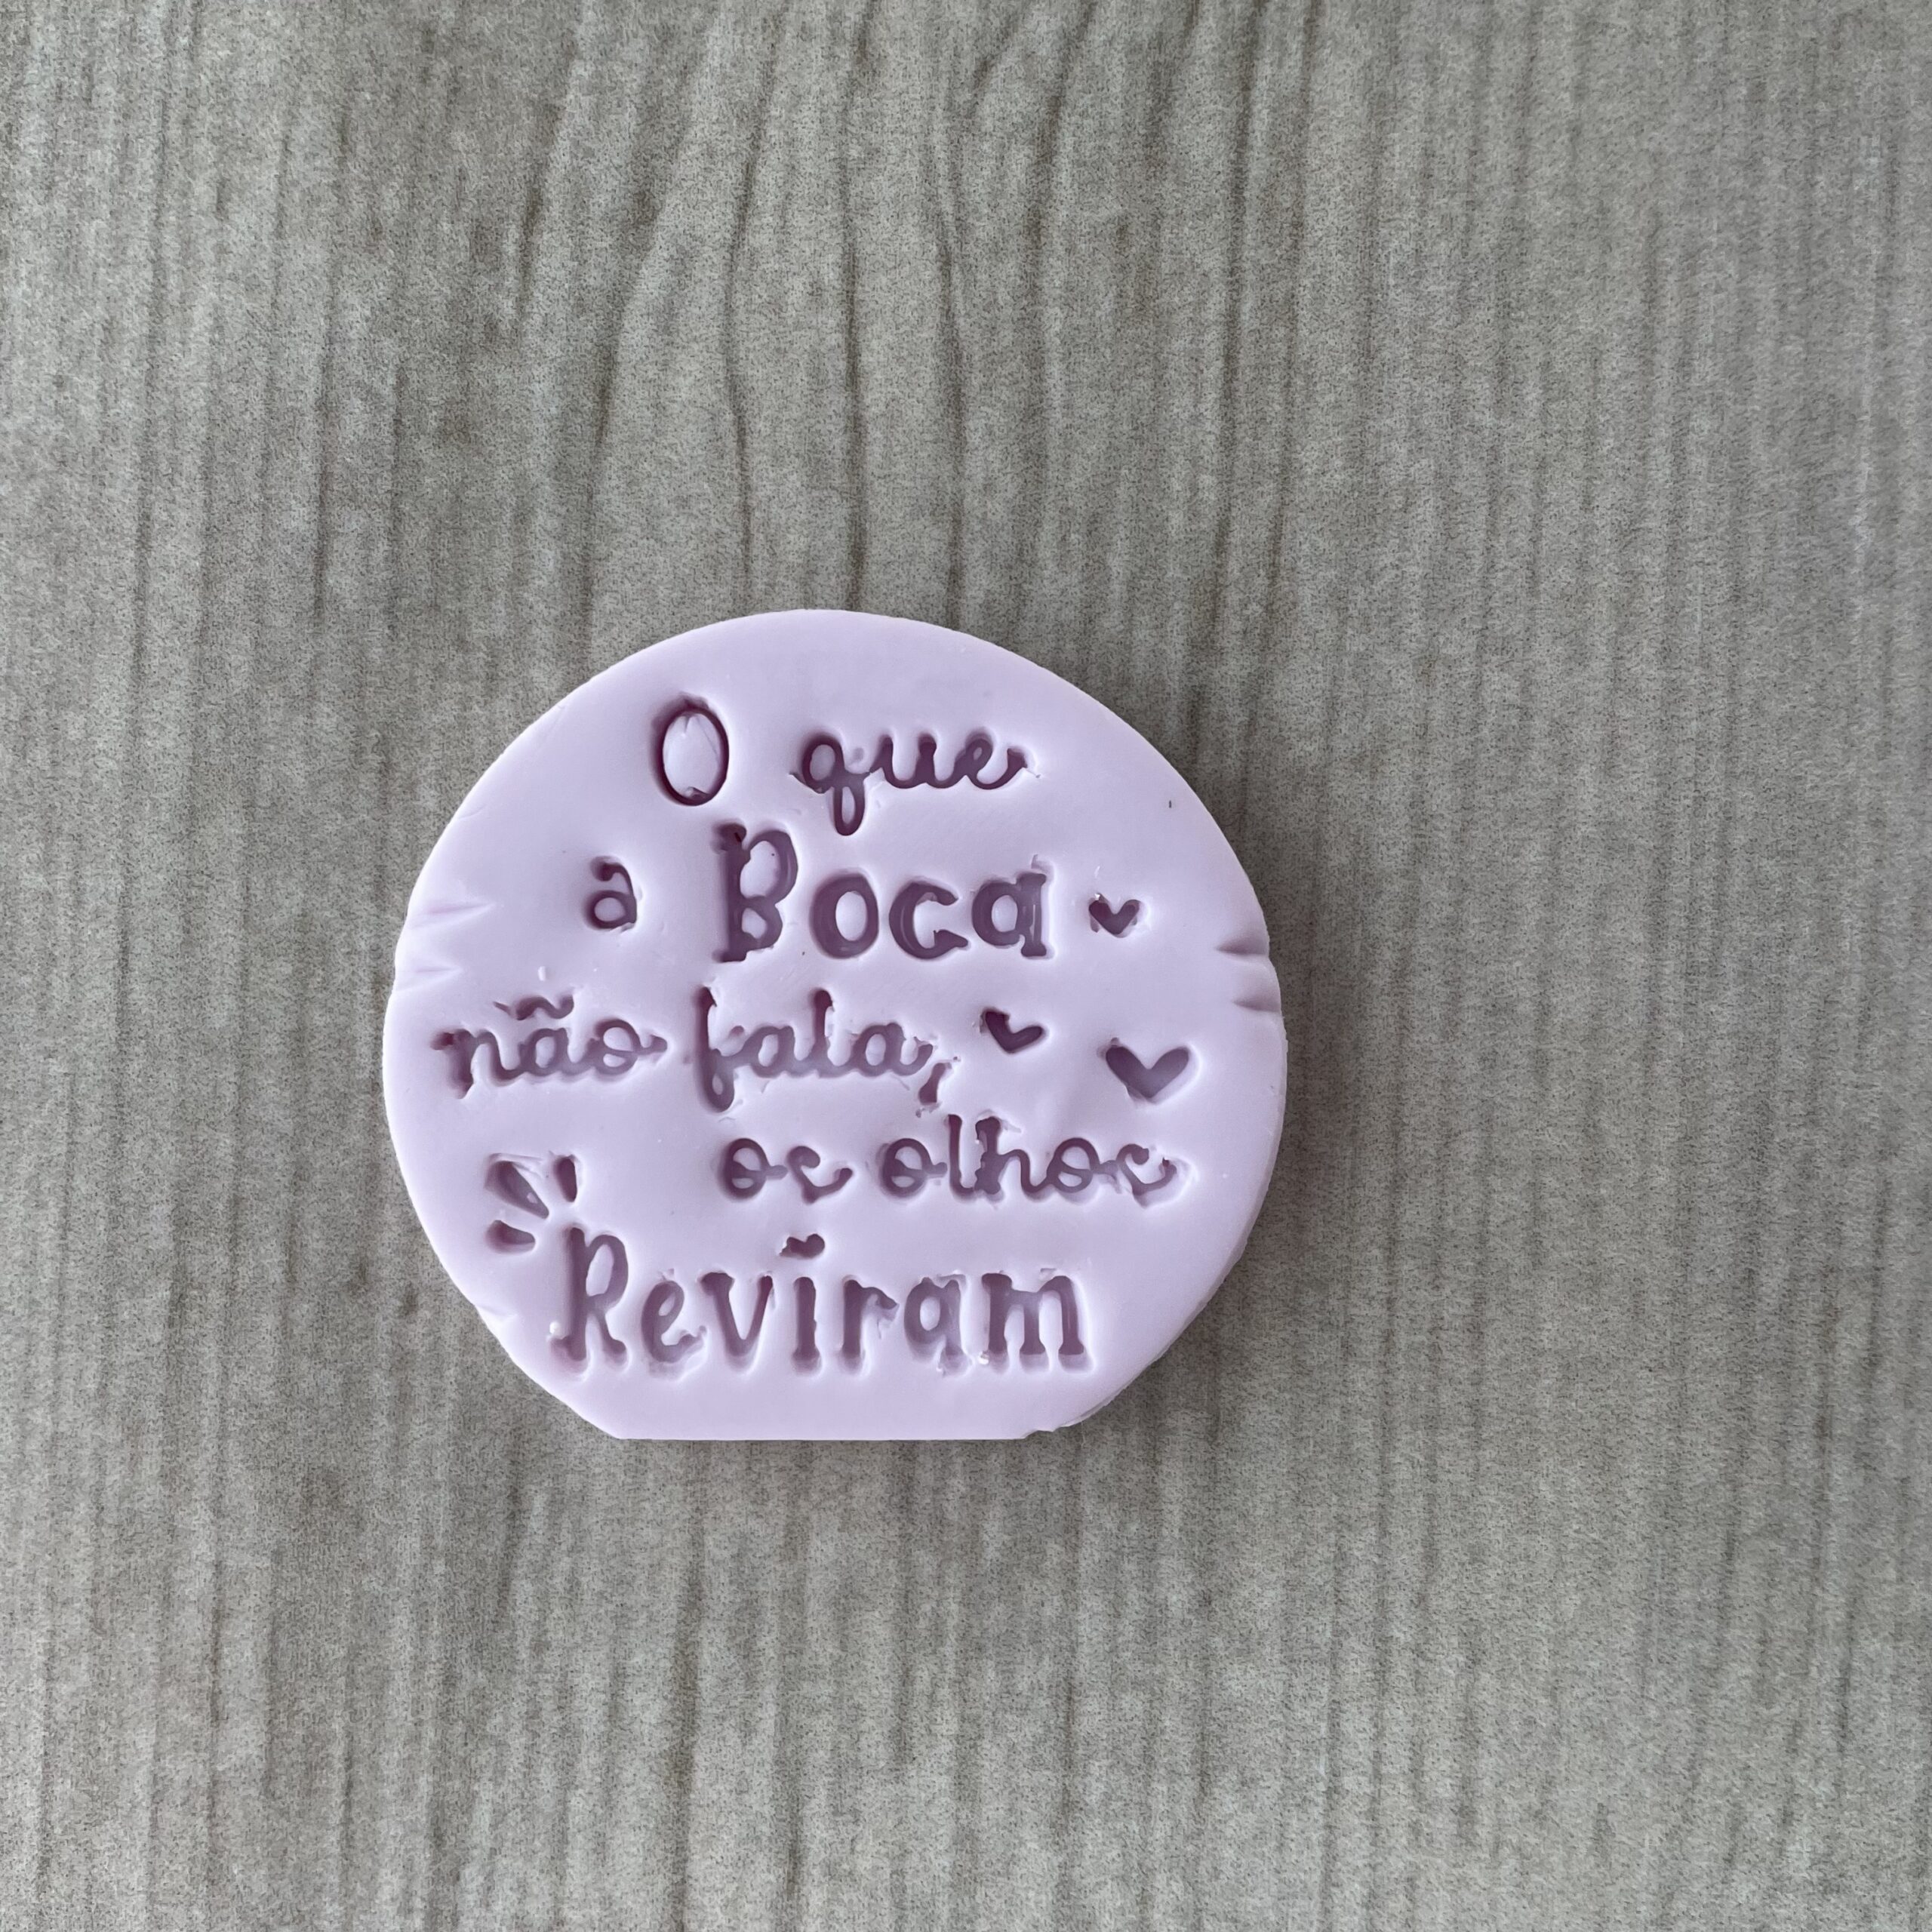 O que
a Boca
não fala,
os olhos
Reviram